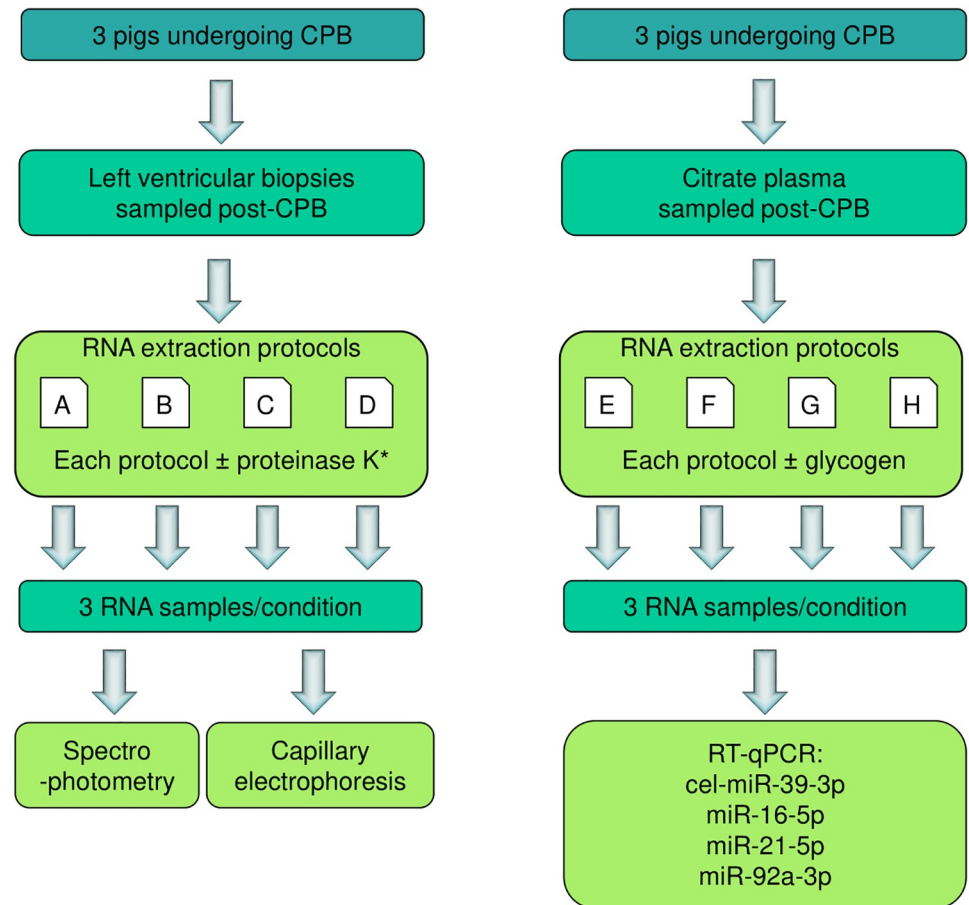 3 pigs undergoing CPB
Left ventricular biopsies
sampled post-CPB
RNA extraction protocols
A B C D
Each protocol ± proteinase K*
3 RNA samples/condition
Spectro
-photometry
Capillary
electrophoresis
3 pigs undergoing CPB
Citrate plasma
sampled post-CPB
RNA extraction protocols
E F G H
Each protocol ± glycogen
3 RNA samples/condition
RT-qPCR:
cel-miR-39-3p
miR-16-5p
miR-21-5p
miR-92a-3p